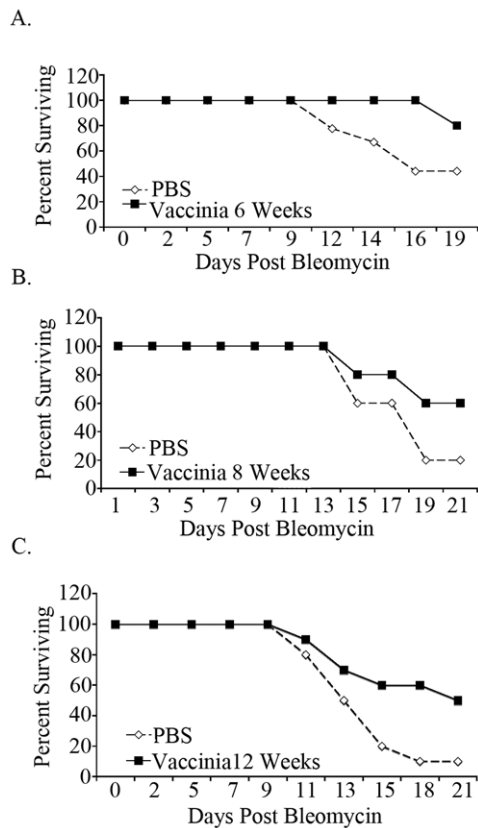 A.
120
100
80
60
40
20
0
Percent Surviving
PBS
Vaccinia 6 Weeks
0 2 5 7 9 12 14 16 19
Days Post Bleomycin
B.
120
100
80
60
40
20
0
Percent Surviving
PBS
Vaccinia 8 Weeks
1 3 5 7 9 11 13 15 17 19 21
Days Post Bleomycin
C.
120
100
80
60
40
20
0
Percent Surviving
PBS
Vaccinia12 Weeks
0 2 5 7 9 11 13 15 18 21
Days Post Bleomycin